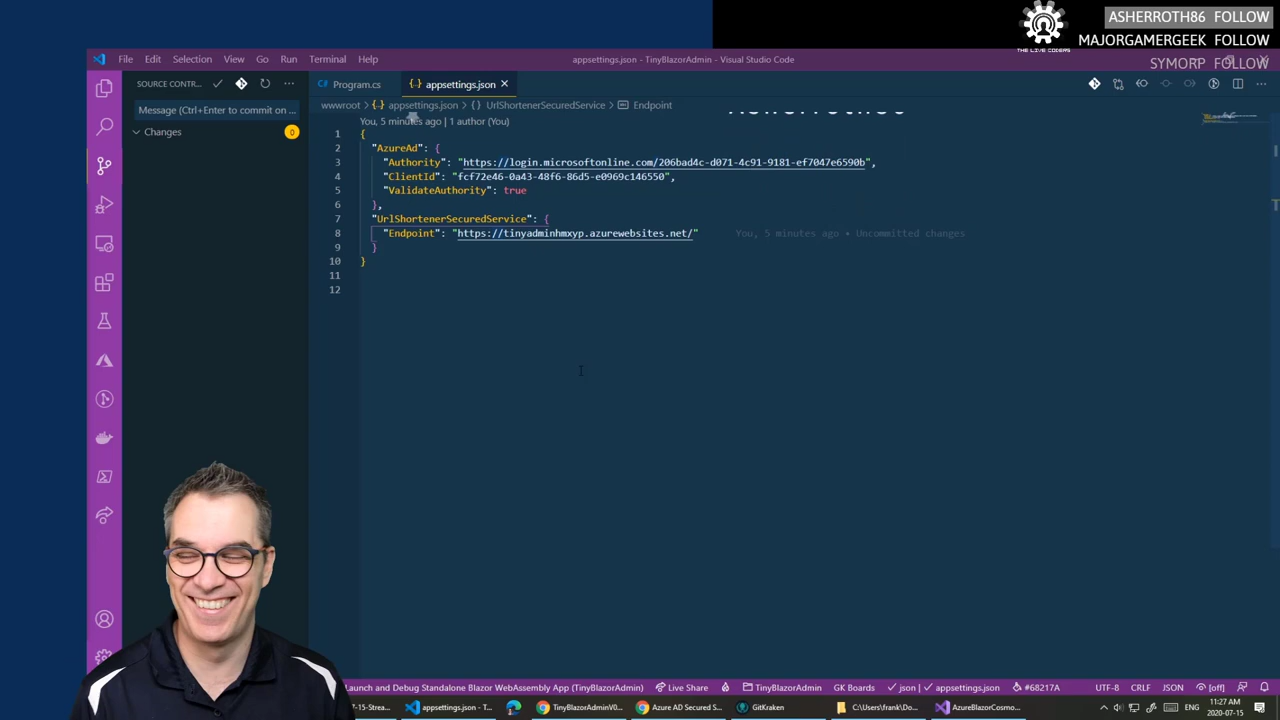 ASHERROTH86 FOLLOW
MAJORGAMERGEEK FOLLOW
SYMORP FOLLOW
THE LIVE CODERS
File Edit Selection View Go Run Terminal Help
appsettings.json - TinyBlazorAdmin - Visual Studio Code
SOURCE CONTR...
Program.cs
appsettings.json
wwwroot > appsettings.json > UrlShortenerSecuredService > Endpoint
Message (Ctrl+Enter to commit on ...
Changes 0
You, 5 minutes ago | 1 author (You)
1 {
2 "AzureAd": {
3 "Authority": "https://login.microsoftonline.com/206bad4c-d071-4c91-9181-ef7047e6590b",
4 "ClientId": "fcf72e46-0a43-48f6-86d5-e0969c146550",
5 "ValidateAuthority": true
6 },
7 "UrlShortenerSecuredService": {
8 "Endpoint": "https://tinyadminhmxyp.azurewebsites.net/" You, 5 minutes ago • Uncommitted changes
9 }
10 }
11
12
Launch and Debug Standalone Blazor WebAssembly App (TinyBlazorAdmin) Live Share TinyBlazorAdmin GK Boards json | appsettings.json #68217A UTF-8 CRLF JSON [off]
7-15-Strea... appsettings.json - T... TinyBlazorAdminV0... Azure AD Secured S... GitKraken C:\Users\frank\Do... AzureBlazorCosmo... ENG 11:27 AM 2020-07-15